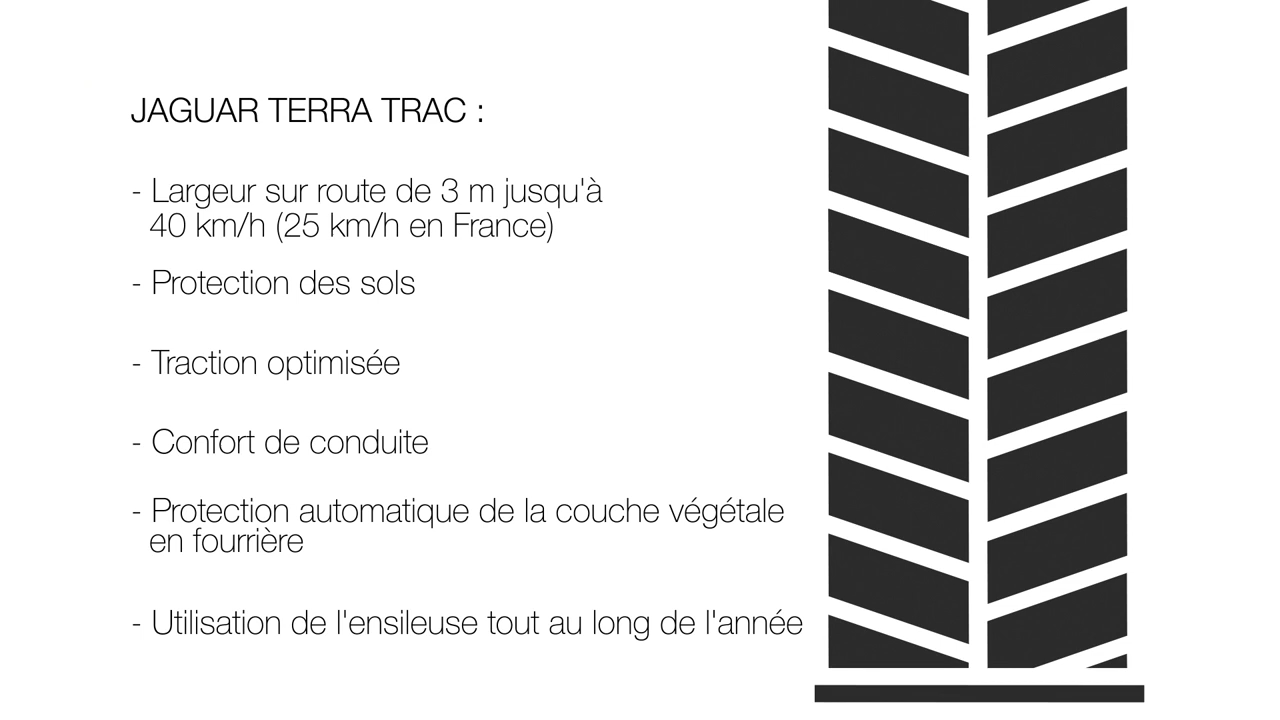 JAGUAR TERRA TRAC :
- Largeur sur route de 3 m jusqu'à
40 km/h (25 km/h en France)
- Protection des sols
- Traction optimisée
- Confort de conduite
- Protection automatique de la couche végétale
en fourrière
- Utilisation de l'ensileuse tout au long de l'année